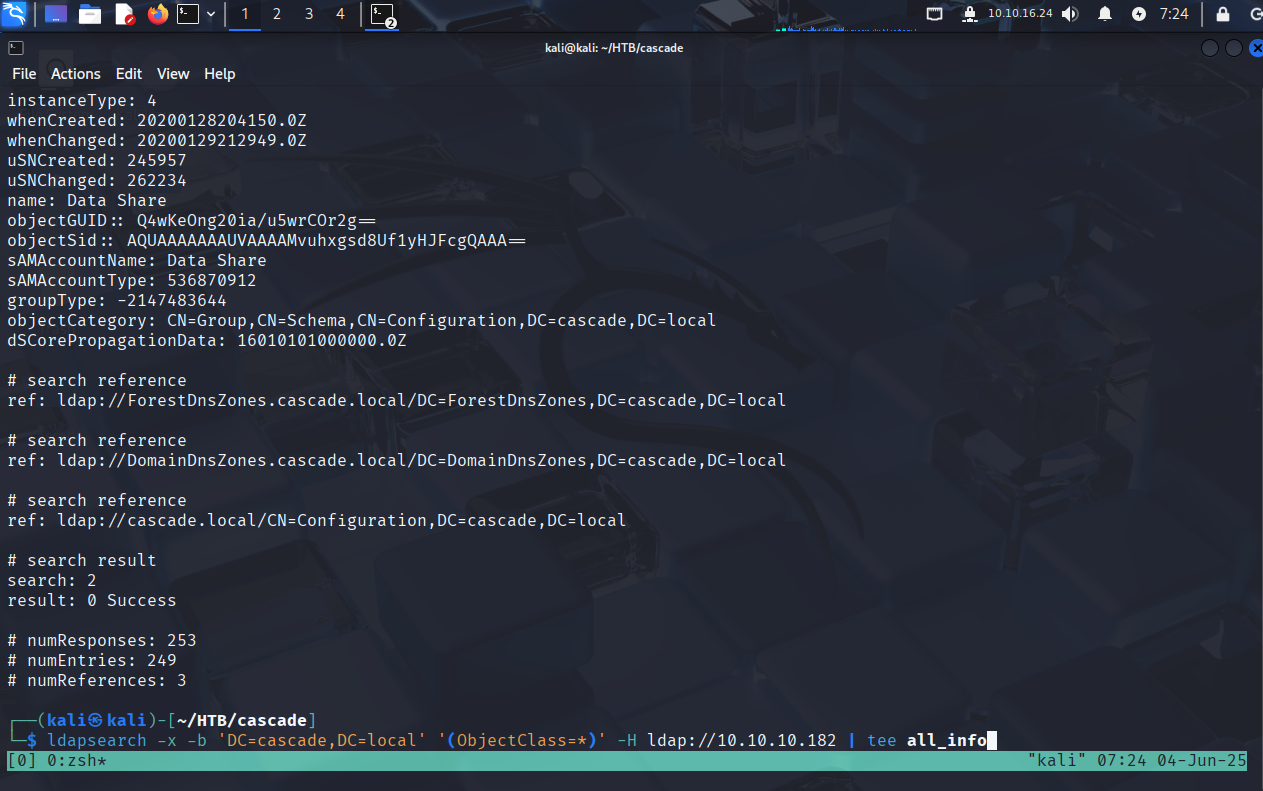 1 2 3 4 2 10.10.16.24 7:24
kali@kali: ~/HTB/cascade
File Actions Edit View Help
instanceType: 4
whenCreated: 20200128204150.0Z
whenChanged: 20200129212949.0Z
uSNCreated: 245957
uSNChanged: 262234
name: Data Share
objectGUID:: Q4wKeOng20ia/u5wrCOr2g==
objectSid:: AQUAAAAAAAUVAAAAMvuhxgsd8Uf1yHJFcgQAAA==
sAMAccountName: Data Share
sAMAccountType: 536870912
groupType: -2147483644
objectCategory: CN=Group,CN=Schema,CN=Configuration,DC=cascade,DC=local
dSCorePropagationData: 16010101000000.0Z
# search reference
ref: ldap://ForestDnsZones.cascade.local/DC=ForestDnsZones,DC=cascade,DC=local
# search reference
ref: ldap://DomainDnsZones.cascade.local/DC=DomainDnsZones,DC=cascade,DC=local
# search reference
ref: ldap://cascade.local/CN=Configuration,DC=cascade,DC=local
# search result
search: 2
result: 0 Success
# numResponses: 253
# numEntries: 249
# numReferences: 3
┌──(kali㉿kali)-[~/HTB/cascade]
└─$ ldapsearch -x -b 'DC=cascade,DC=local' '(ObjectClass=*)' -H ldap://10.10.10.182 | tee all_info
[0] 0:zsh* "kali" 07:24 04-Jun-25